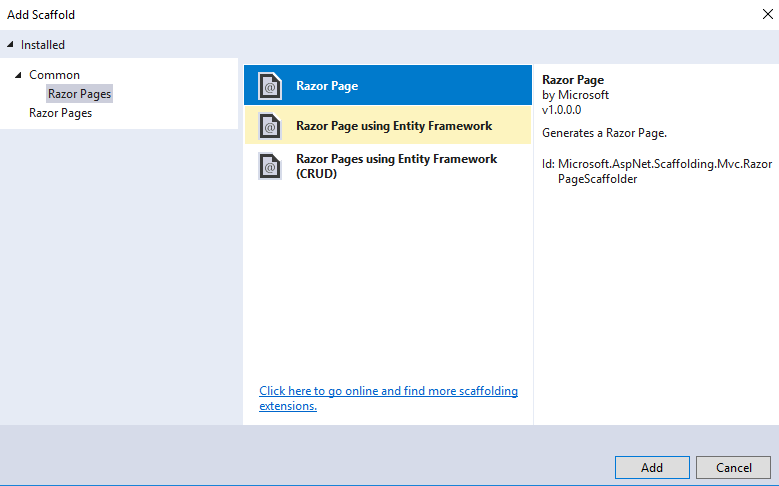 Add Scaffold
Installed
Common
Razor Pages
Razor Pages
Razor Page
Razor Page using Entity Framework
Razor Pages using Entity Framework
(CRUD)
Click here to go online and find more scaffolding
extensions.
Razor Page
by Microsoft
v1.0.0.0
Generates a Razor Page.
Id: Microsoft.AspNet.Scaffolding.Mvc.Razor
PageScaffolder
Add
Cancel